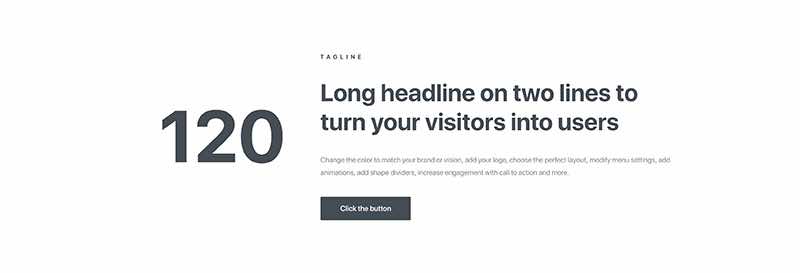 TAGLINE
120
Long headline on two lines to
turn your visitors into users
Change the color to match your brand or vision, add your logo, choose the perfect layout, modify menu settings, add
animations, add shape dividers, increase engagement with call to action and more.
Click the button